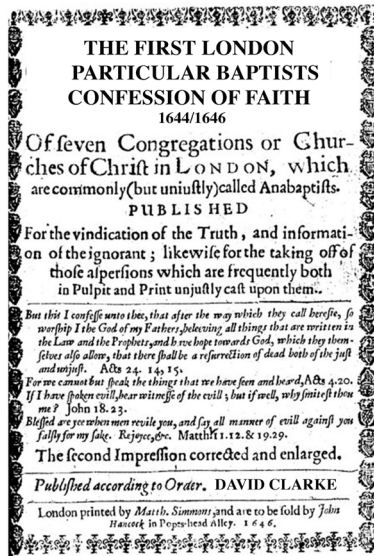 THE FIRST LONDON
PARTICULAR BAPTISTS
CONFESSION OF FAITH
1644/1646
Of ſeven Congregations or Chur-
ches of Chriſt in LONDON, which
are commonly (but uniuſtly) called Anabaptiſts.
PUBLISHED
For the vindication of the Truth, and informati-
on of the ignorant; likewiſe for the taking off of
thoſe aſperſions which are frequently both
in Pulpit and Print unjuſtly caſt upon them.
But this I confeſſe unto thee, that after the way which they call hereſie, ſo
worſhip I the God of my Fathers, beleeving all things that are written in
the Law and the Prophets, and have hope towards God, which they them-
ſelves alſo allow, that there ſhall be a reſurrection of dead both of the juſt
and unjuſt. Acts 24. 14, 15.
For we cannot but ſpeak the things that we have ſeen and heard, Acts 4.20.
If I have ſpoken evill, bear witneſſe of the evill; but if well, why ſmiteſt thou
me? John 18.23.
Bleſſed are yee when men revile you, and ſay all manner of evill againſt you
falſly for my ſake. Rejoyce, &c. Matth. 5.11.12. & 19.29.
The ſecond Impreſſion corrected and enlarged.
Publiſhed according to Order. DAVID CLARKE
London printed by Matth. Simmons, and are to be ſold by John
Hancock in Popes-head Alley. 1646.